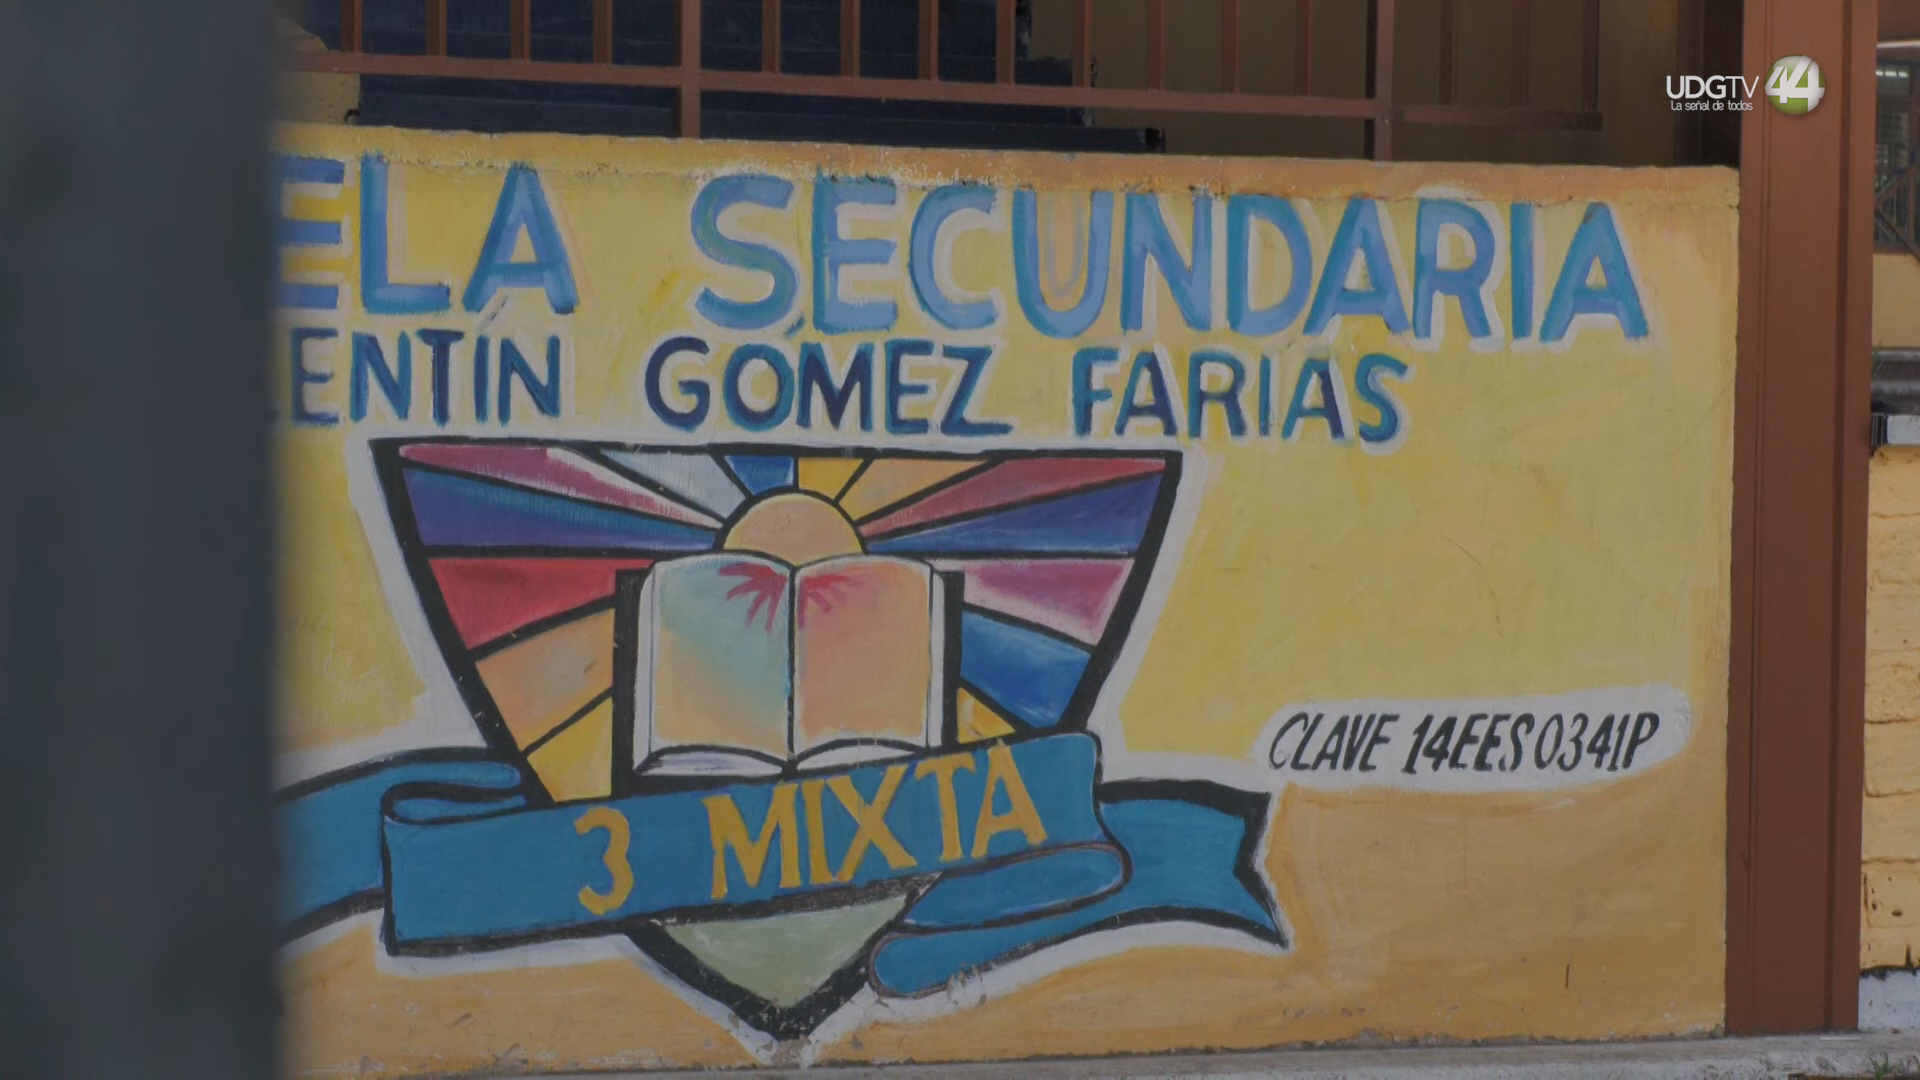 ELA SECUNDARIA
ENTÍN GÓMEZ FARIAS
3 MIXTA
CLAVE 14EES0341P
UDGTV 44
La señal de todos